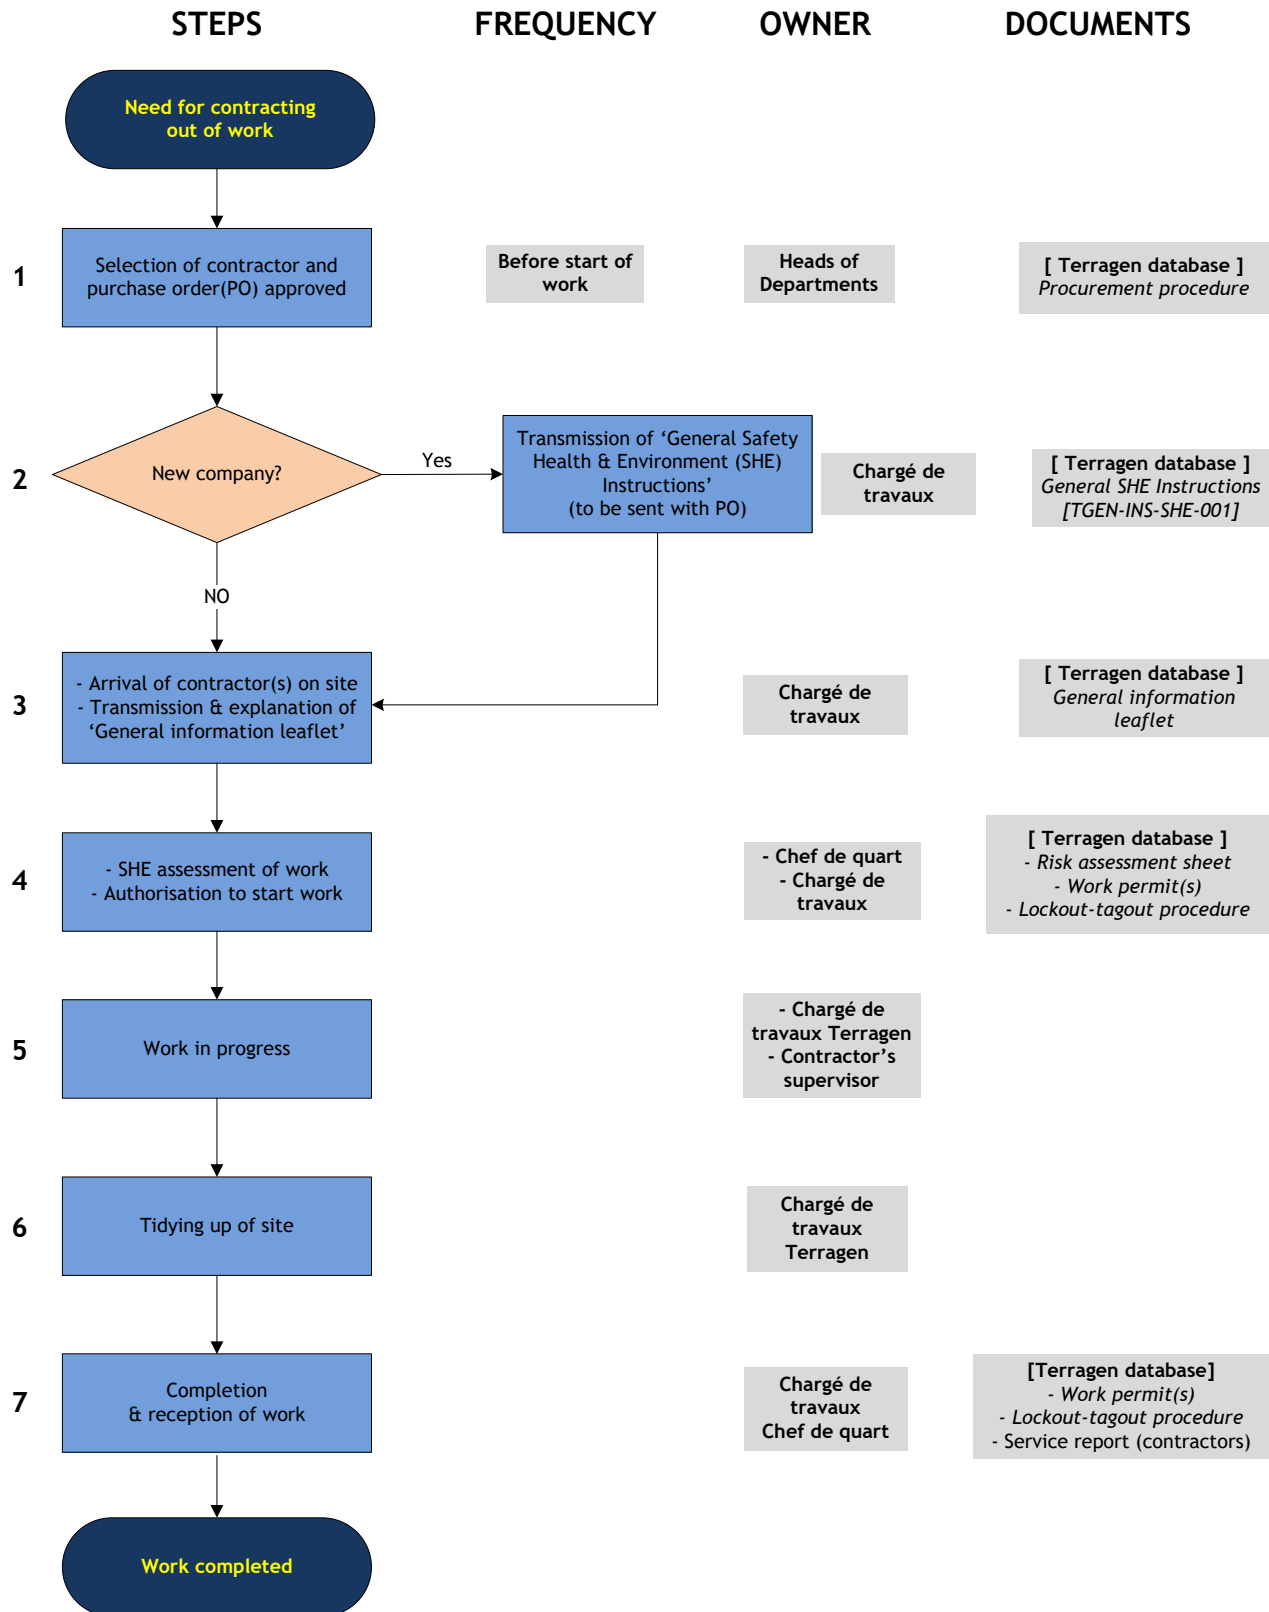 STEPS FREQUENCY OWNER DOCUMENTS
Need for contracting
out of work
1
Selection of contractor and
purchase order(PO) approved
Before start of
work
Heads of
Departments
[ Terragen database ]
Procurement procedure
2
New company?
Yes
Transmission of ‘General Safety
Health & Environment (SHE)
Instructions’
(to be sent with PO)
Chargé de
travaux
[ Terragen database ]
General SHE Instructions
[TGEN-INS-SHE-001]
NO
3
- Arrival of contractor(s) on site
- Transmission & explanation of
‘General information leaflet’
Chargé de
travaux
[ Terragen database ]
General information
leaflet
4
- SHE assessment of work
- Authorisation to start work
- Chef de quart
- Chargé de
travaux
[ Terragen database ]
- Risk assessment sheet
- Work permit(s)
- Lockout-tagout procedure
5
Work in progress
- Chargé de
travaux Terragen
- Contractor’s
supervisor
6
Tidying up of site
Chargé de
travaux
Terragen
7
Completion
& reception of work
Chargé de
travaux
Chef de quart
[Terragen database]
- Work permit(s)
- Lockout-tagout procedure
- Service report (contractors)
Work completed